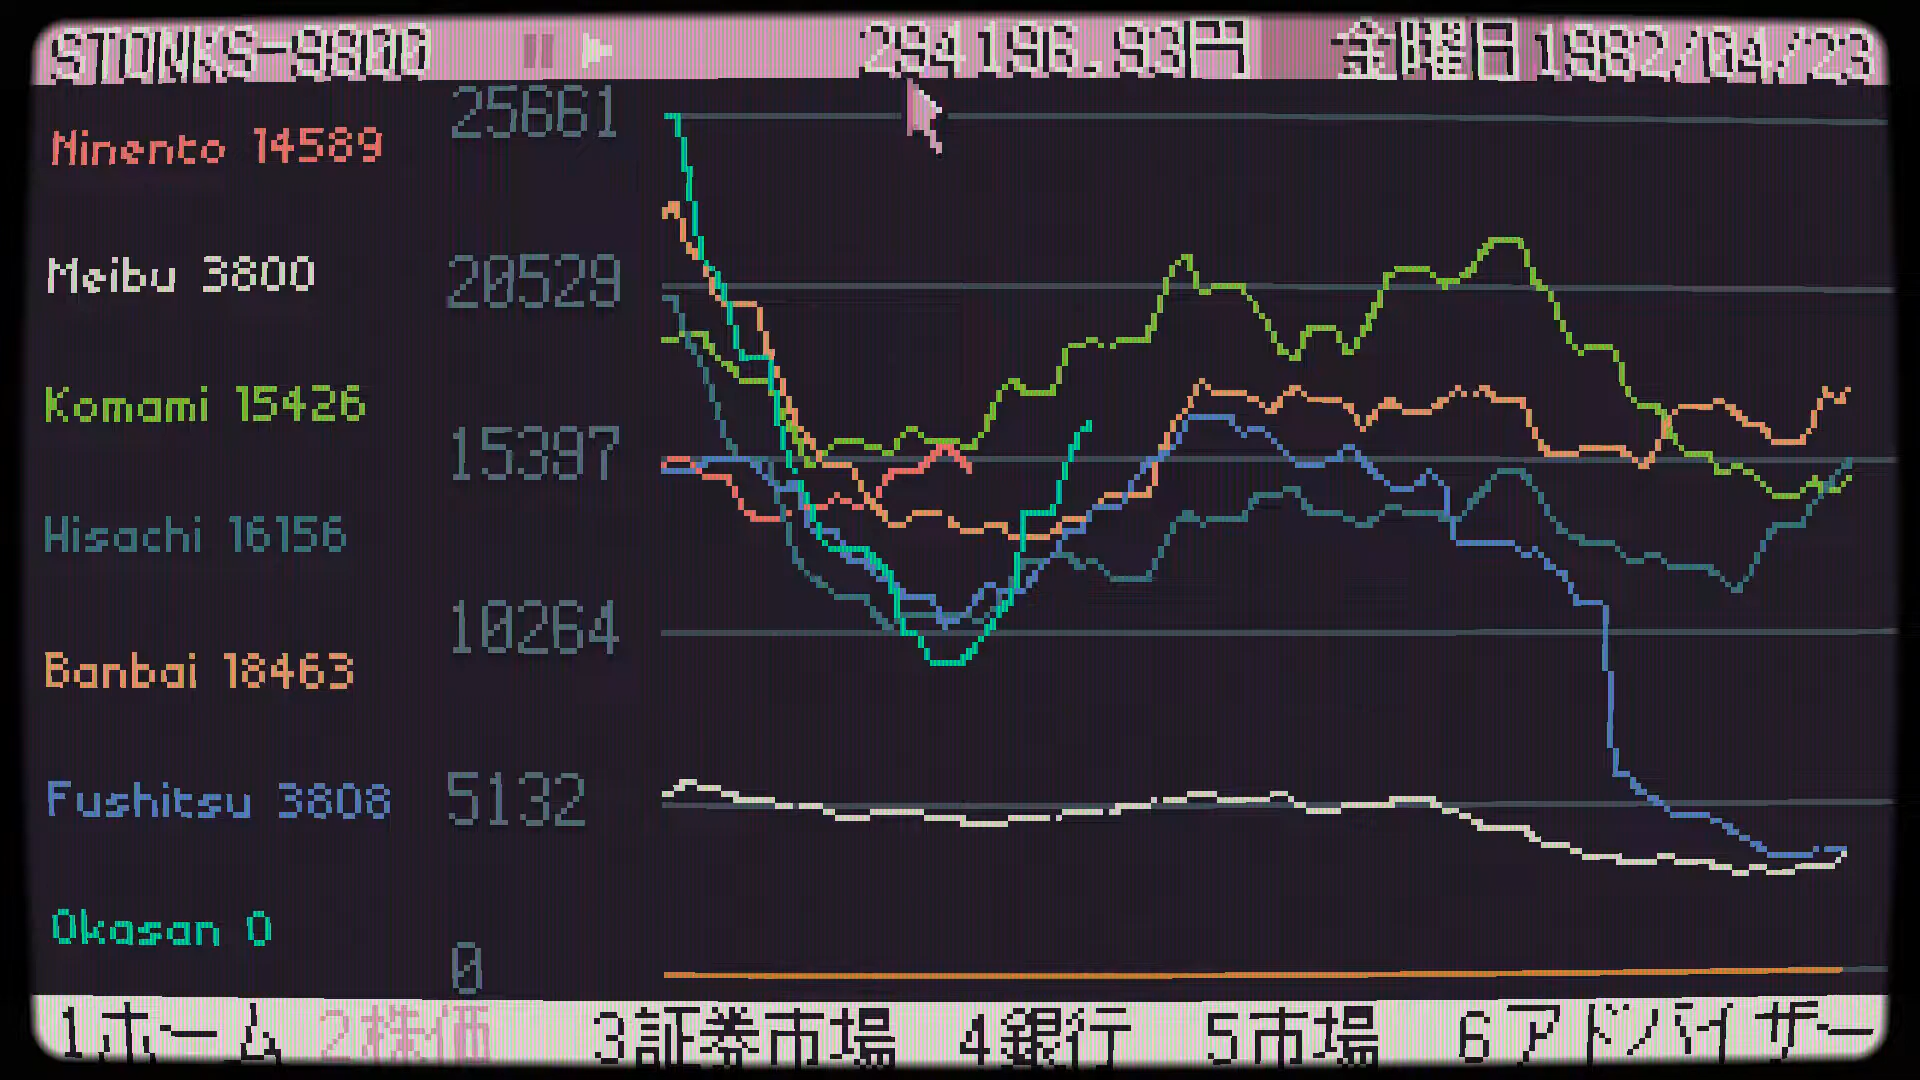 STONKS-9800 294196.93円 金曜日 1982/04/23
Ninento 14589
Meibu 3800
Komami 15426
Hisachi 16156
Banbai 18463
Fushitsu 3808
Okasan 0
25661
20529
15397
10264
5132
0
1ホーム 2株価 3証券市場 4銀行 5市場 6アドバイザー